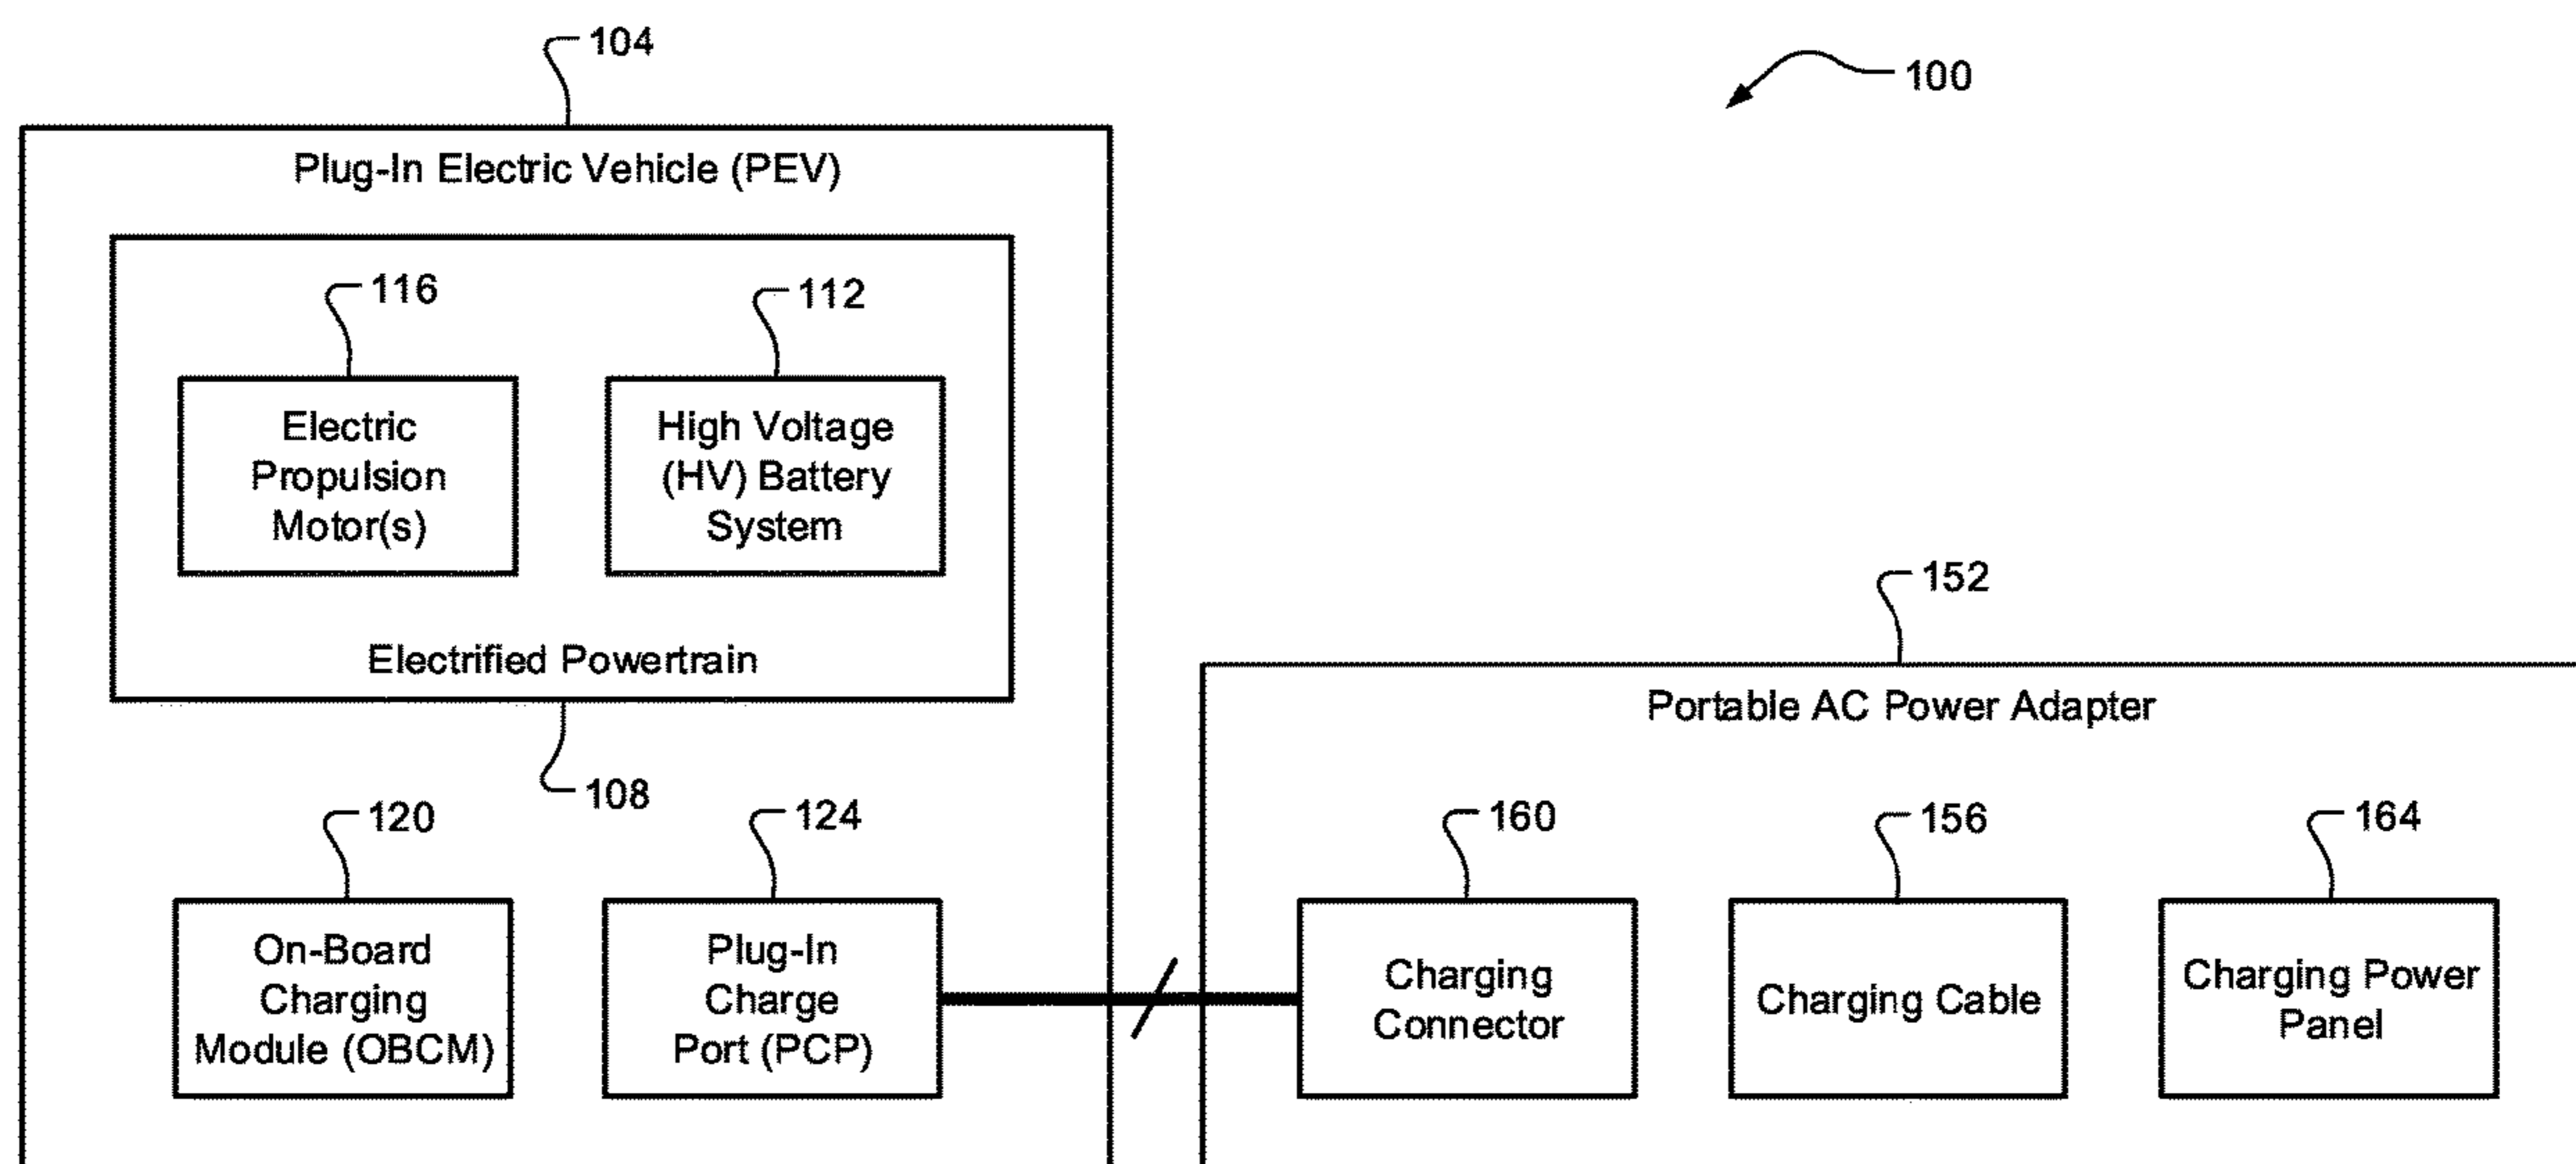 104
100
Plug-In Electric Vehicle (PEV)
116
112
Electric
Propulsion
Motor(s)
High Voltage
(HV) Battery
System
Electrified Powertrain
108
152
Portable AC Power Adapter
120
124
160
156
164
On-Board
Charging
Module (OBCM)
Plug-In
Charge
Port (PCP)
Charging
Connector
Charging Cable
Charging Power
Panel